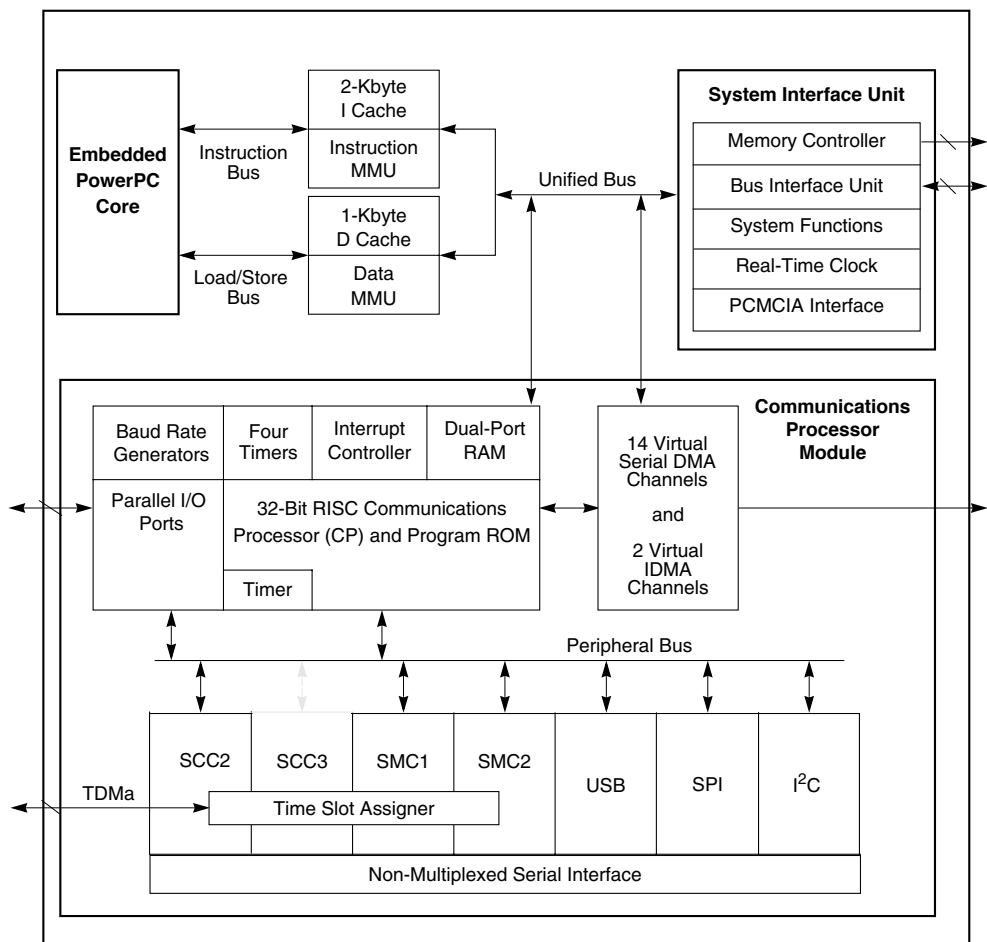 Embedded
PowerPC
Core
Instruction
Bus
Load/Store
Bus
2-Kbyte
I Cache
Instruction
MMU
1-Kbyte
D Cache
Data
MMU
Unified Bus
System Interface Unit
Memory Controller
Bus Interface Unit
System Functions
Real-Time Clock
PCMCIA Interface
Communications
Processor
Module
Baud Rate
Generators
Four
Timers
Interrupt
Controller
Dual-Port
RAM
Parallel I/O
Ports
32-Bit RISC Communications
Processor (CP) and Program ROM
Timer
14 Virtual
Serial DMA
Channels
and
2 Virtual
IDMA
Channels
Peripheral Bus
SCC2
SCC3
SMC1
SMC2
USB
SPI
I²C
TDMa
Time Slot Assigner
Non-Multiplexed Serial Interface